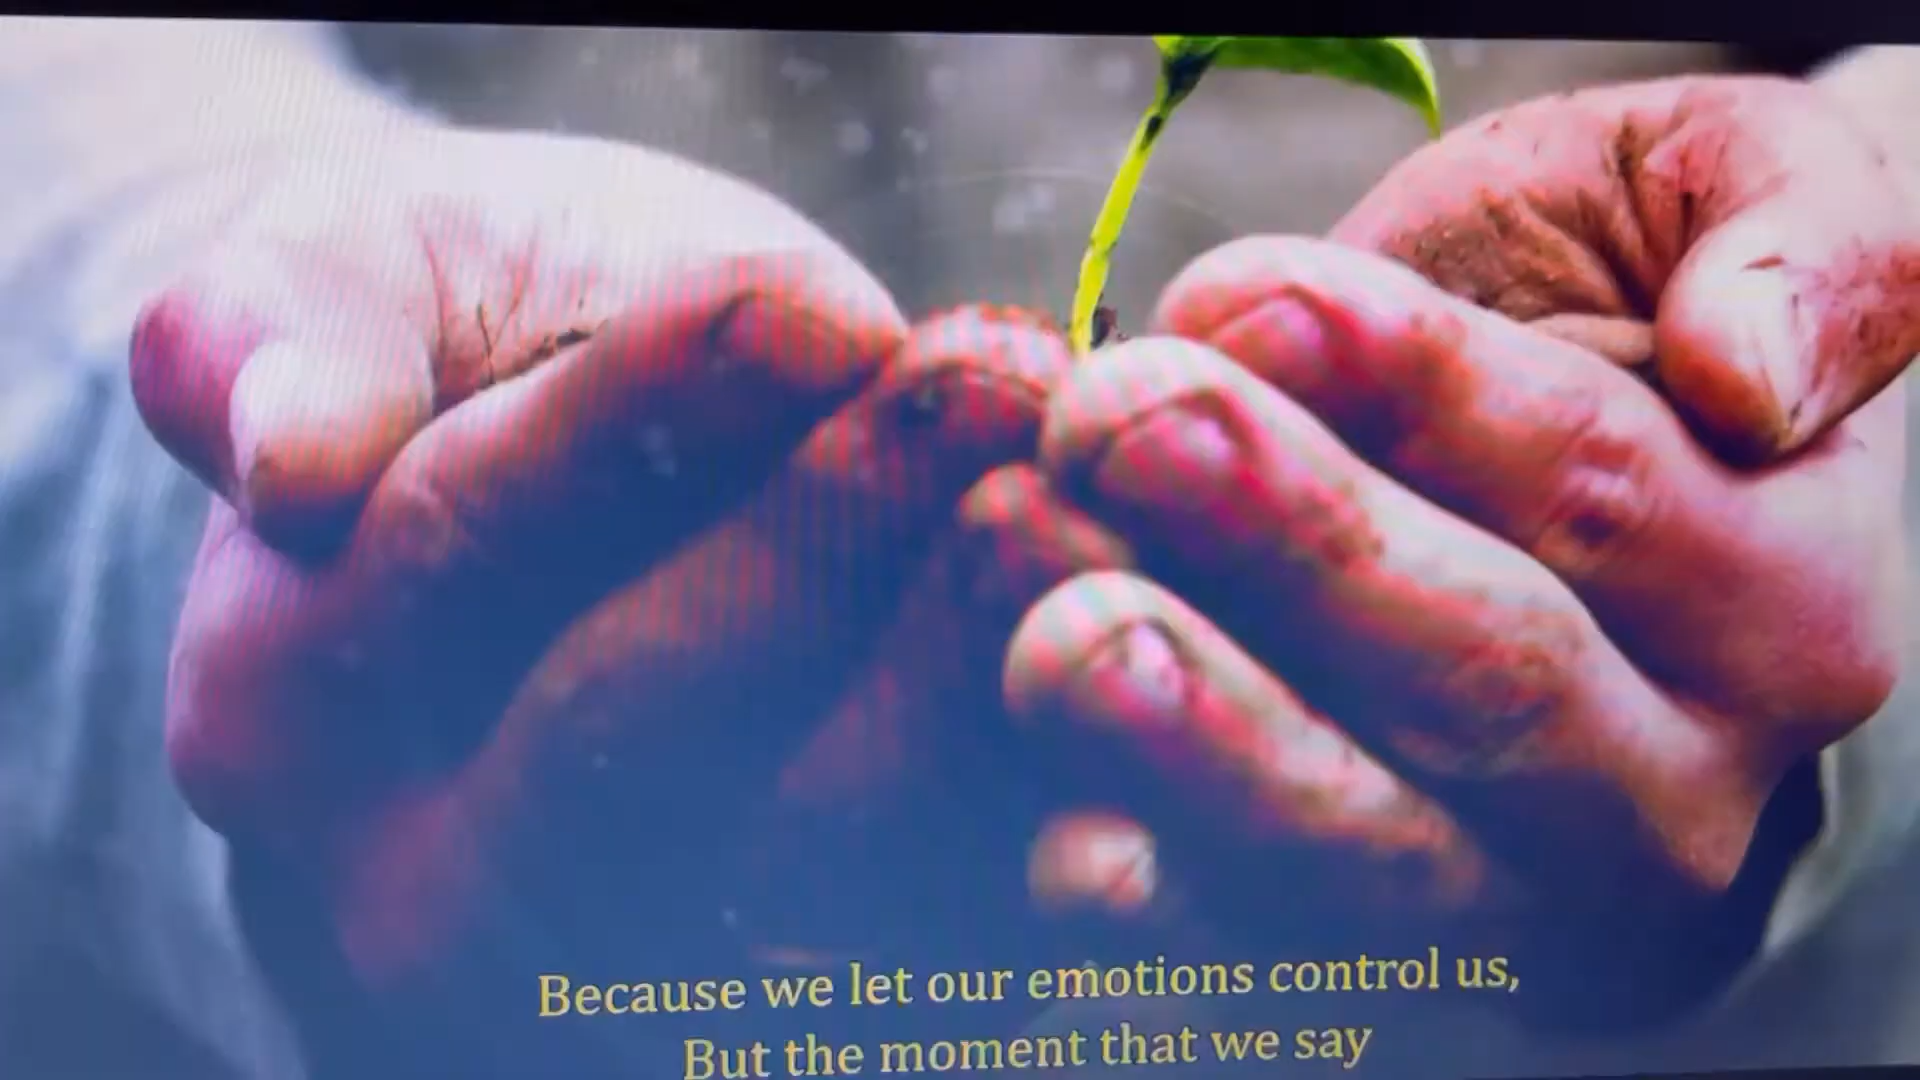 Because we let our emotions control us,
But the moment that we say